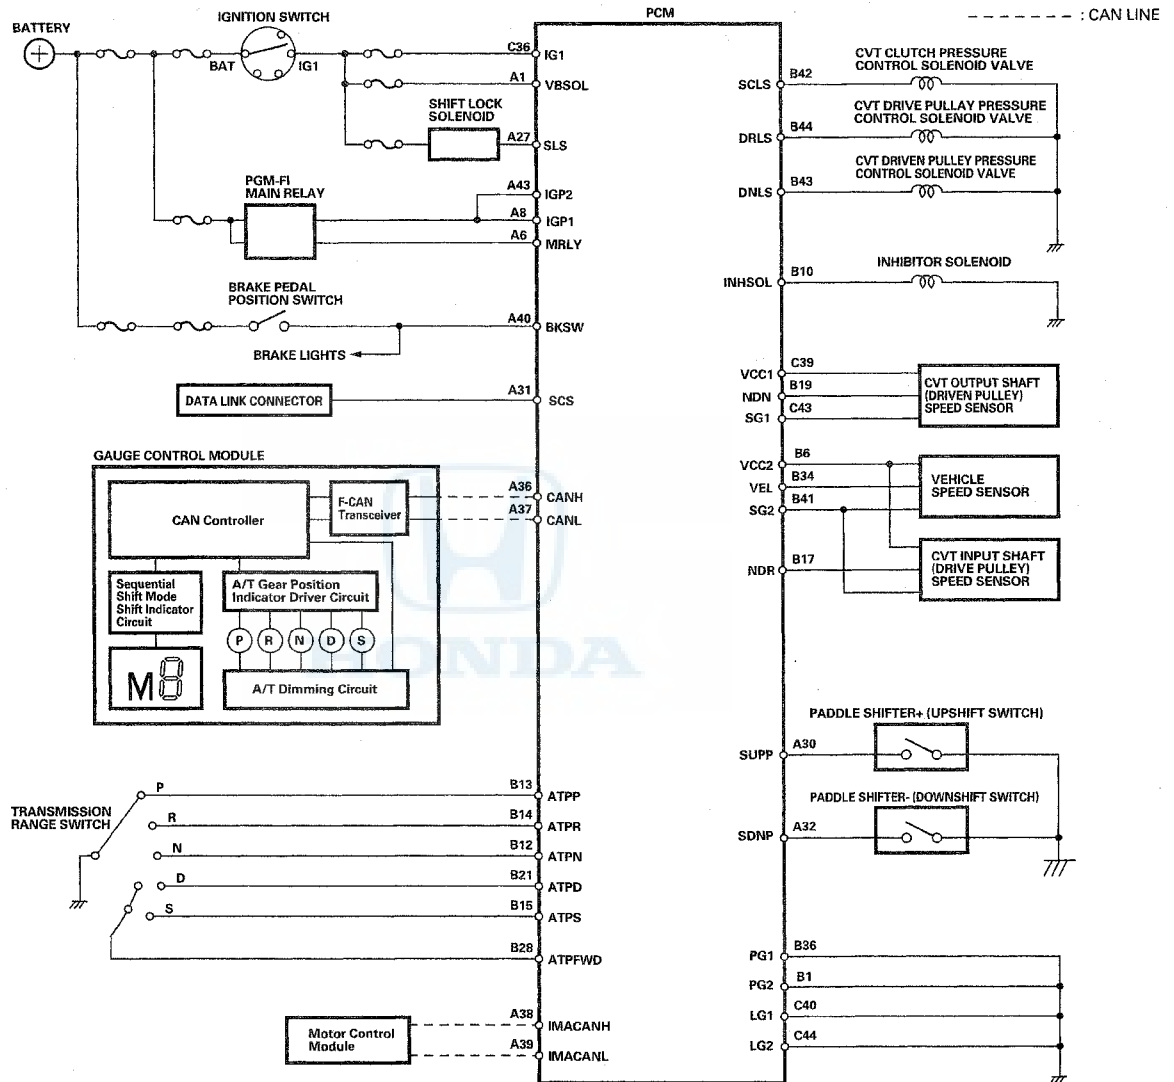 PCM
- - - - - - : CAN LINE
BATTERY
IGNITION SWITCH
BAT
IG1
C36
IG1
A1
VBSOL
SHIFT LOCK
SOLENOID
A27
SLS
PGM-FI
MAIN RELAY
A43
IGP2
A8
IGP1
A6
MRLY
BRAKE PEDAL
POSITION SWITCH
A40
BKSW
BRAKE LIGHTS
DATA LINK CONNECTOR
A31
SCS
GAUGE CONTROL MODULE
CAN Controller
F-CAN
Transceiver
A36
CANH
A37
CANL
Sequential
Shift Mode
Shift Indicator
Circuit
A/T Gear Position
Indicator Driver Circuit
P
R
N
D
S
M8
A/T Dimming Circuit
HONDA
TRANSMISSION
RANGE SWITCH
P
B13
ATPP
R
B14
ATPR
N
B12
ATPN
D
B21
ATPD
S
B15
ATPS
B28
ATPFWD
Motor Control
Module
A38
IMACANH
A39
IMACANL
CVT CLUTCH PRESSURE
CONTROL SOLENOID VALVE
SCLS
B42
CVT DRIVE PULLAY PRESSURE
CONTROL SOLENOID VALVE
DRLS
B44
CVT DRIVEN PULLEY PRESSURE
CONTROL SOLENOID VALVE
DNLS
B43
INHIBITOR SOLENOID
INHSOL
B10
VCC1
C39
NDN
B19
SG1
C43
CVT OUTPUT SHAFT
(DRIVEN PULLEY)
SPEED SENSOR
VCC2
B6
VEL
B34
SG2
B41
VEHICLE
SPEED SENSOR
NDR
B17
CVT INPUT SHAFT
(DRIVE PULLEY)
SPEED SENSOR
PADDLE SHIFTER+ (UPSHIFT SWITCH)
SUPP
A30
PADDLE SHIFTER- (DOWNSHIFT SWITCH)
SDNP
A32
PG1
B36
PG2
B1
LG1
C40
LG2
C44